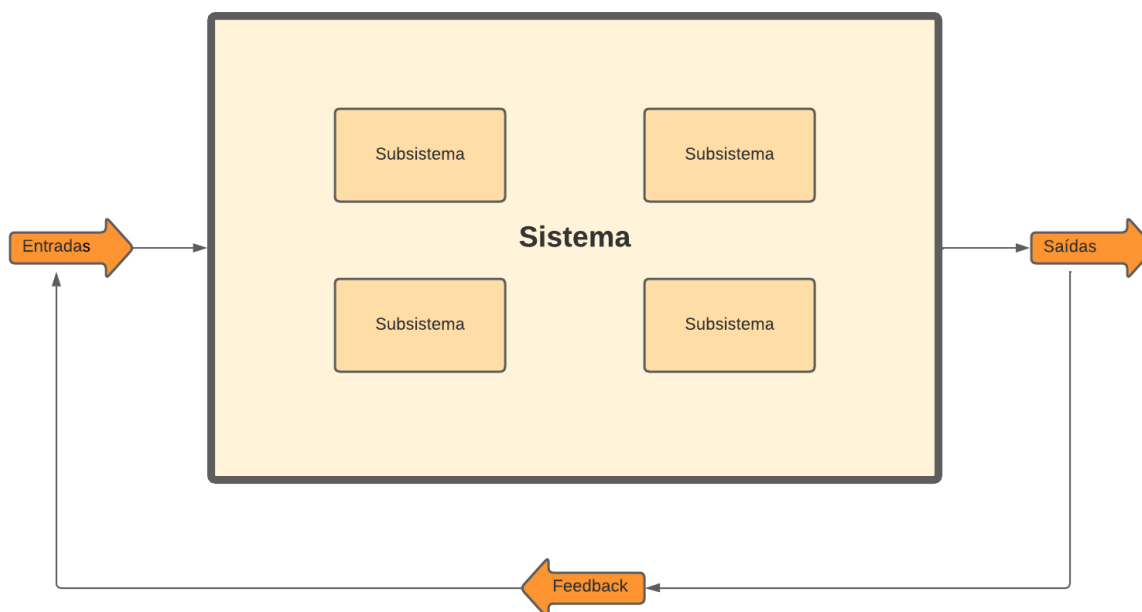 Subsistema
Subsistema
Entradas
Sistema
Saídas
Subsistema
Subsistema
Feedback